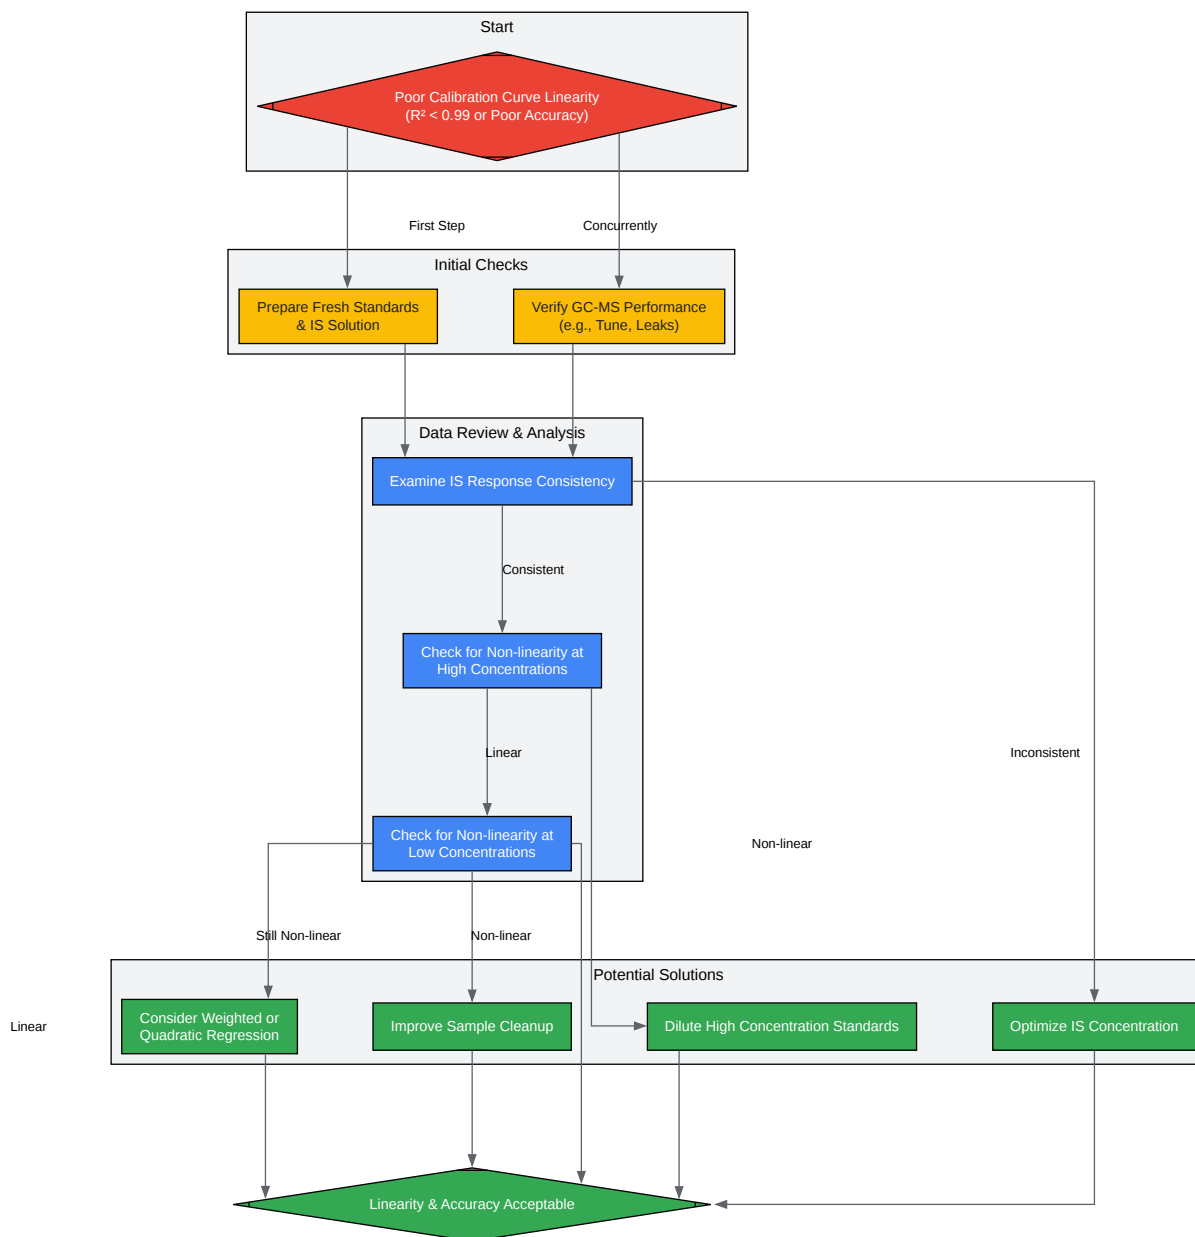 Start
Poor Calibration Curve Linearity
(R² < 0.99 or Poor Accuracy)
First Step
Concurrently
Initial Checks
Prepare Fresh Standards
& IS Solution
Verify GC-MS Performance
(e.g., Tune, Leaks)
Data Review & Analysis
Examine IS Response Consistency
Consistent
Check for Non-linearity at
High Concentrations
Linear
Inconsistent
Check for Non-linearity at
Low Concentrations
Non-linear
Still Non-linear
Non-linear
Potential Solutions
Linear
Consider Weighted or
Quadratic Regression
Improve Sample Cleanup
Dilute High Concentration Standards
Optimize IS Concentration
Linearity & Accuracy Acceptable